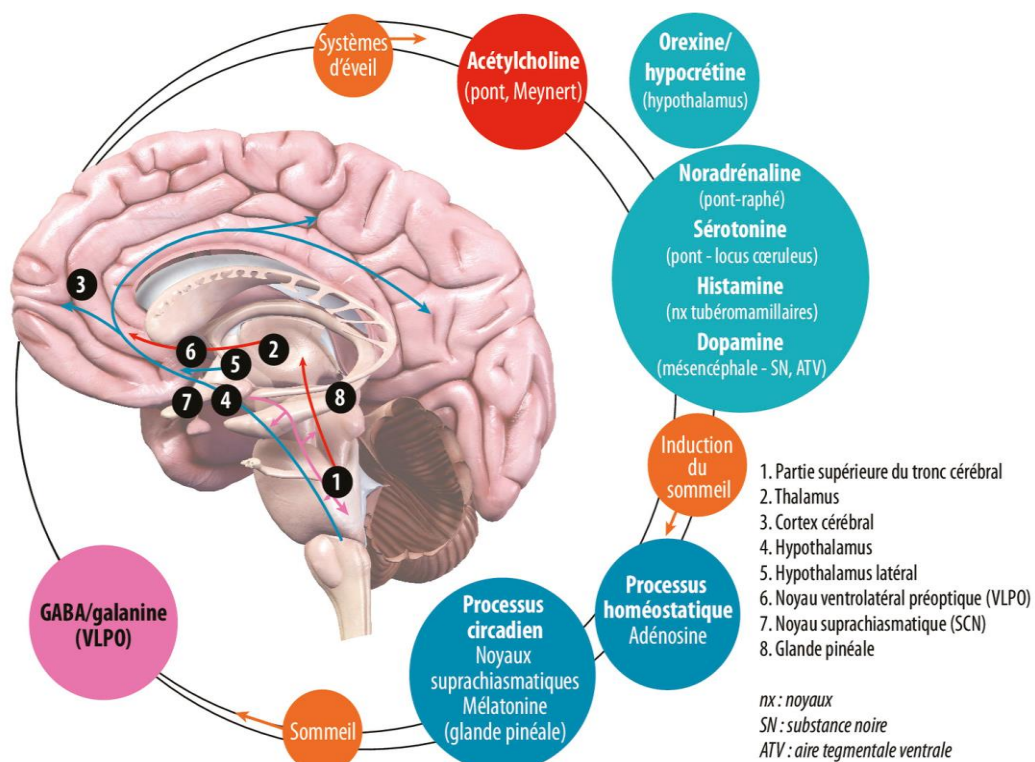 Systèmes
d’éveil
Acétylcholine
(pont, Meynert)
Orexine/
hypocrétine
(hypothalamus)
Noradrénaline
(pont-raphé)
Sérotonine
(pont - locus cœruleus)
Histamine
(nx tubéromamillaires)
Dopamine
(mésencéphale - SN, ATV)
3
6
2
5
7
4
8
1
Induction
du
sommeil
1. Partie supérieure du tronc cérébral
2. Thalamus
3. Cortex cérébral
4. Hypothalamus
5. Hypothalamus latéral
6. Noyau ventrolatéral préoptique (VLPO)
7. Noyau suprachiasmatique (SCN)
8. Glande pinéale
nx : noyaux
SN : substance noire
ATV : aire tegmentale ventrale
Processus
homéostatique
Adénosine
Processus
circadien
Noyaux
suprachiasmatiques
Mélatonine
(glande pinéale)
Sommeil
GABA/galanine
(VLPO)